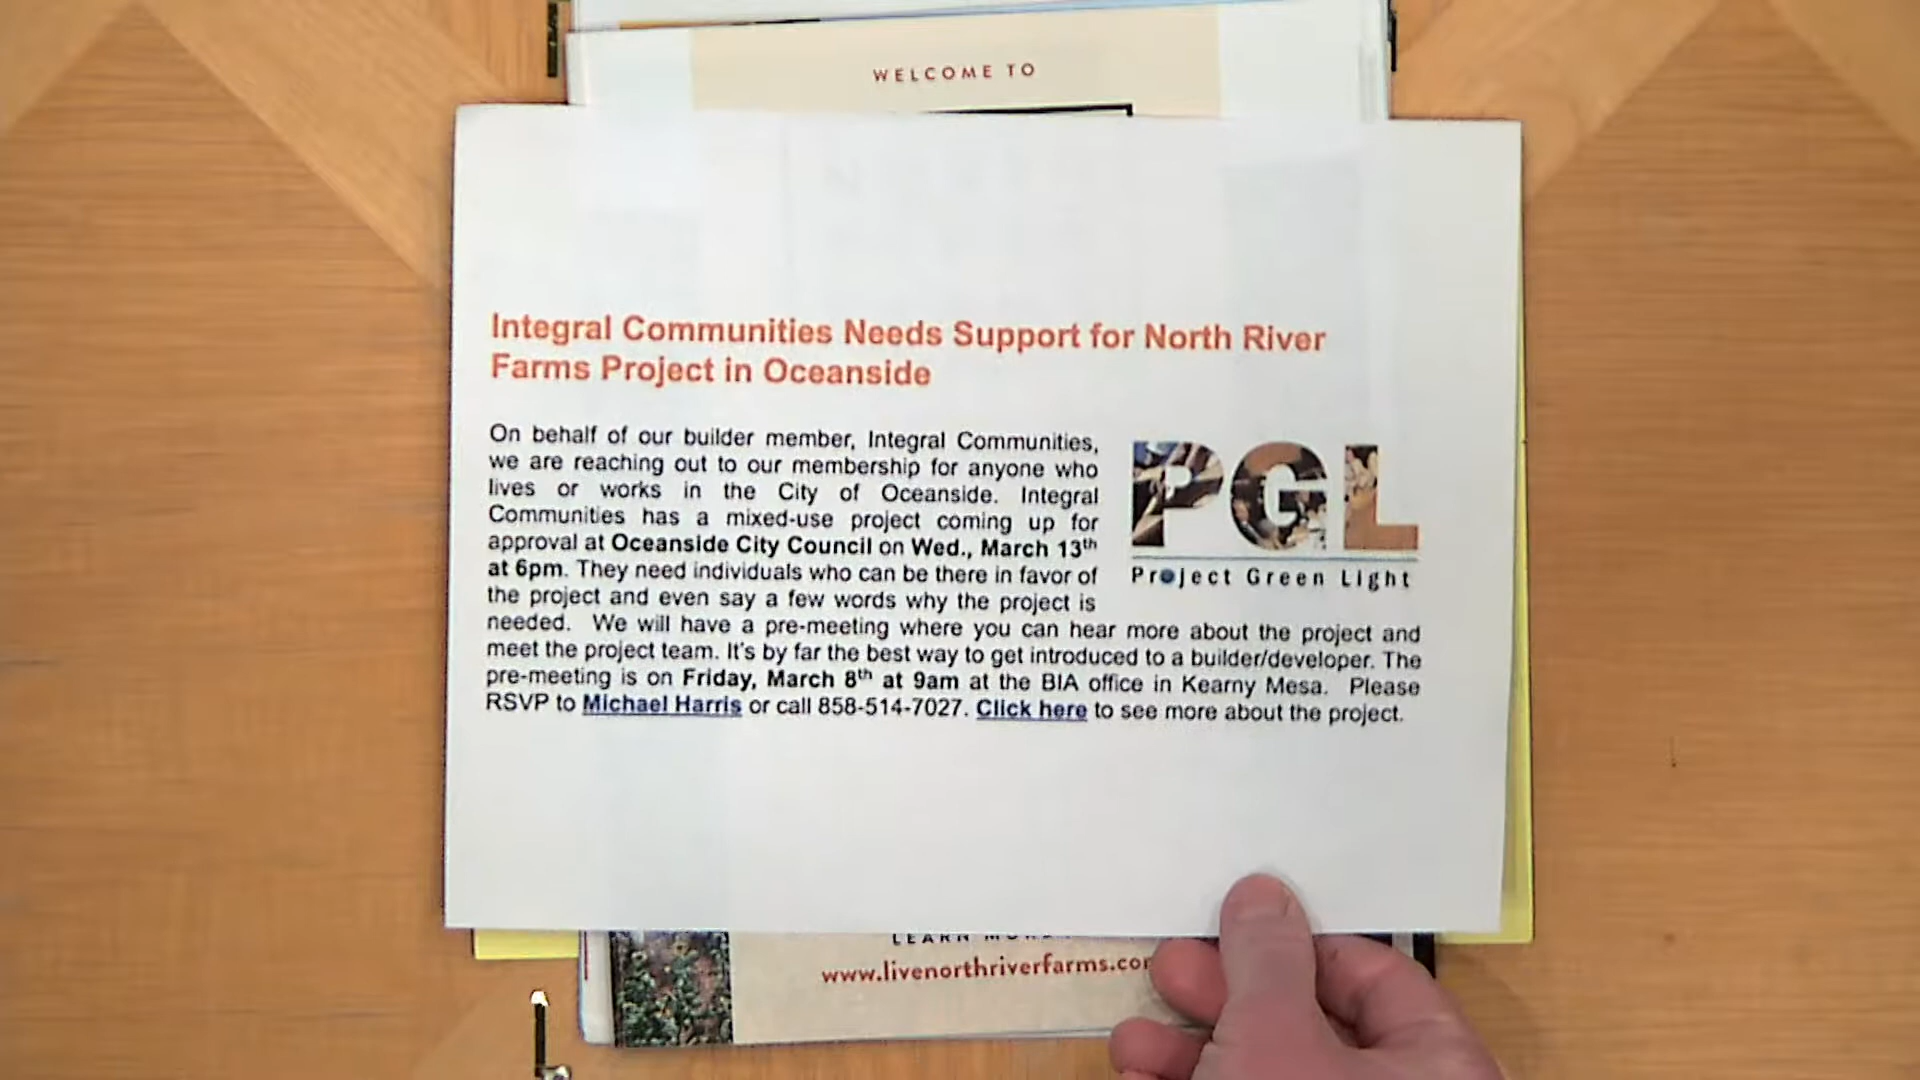 WELCOME TO
Integral Communities Needs Support for North River
Farms Project in Oceanside
On behalf of our builder member, Integral Communities,
we are reaching out to our membership for anyone who
lives or works in the City of Oceanside. Integral
Communities has a mixed-use project coming up for
approval at Oceanside City Council on Wed., March 13th
at 6pm. They need individuals who can be there in favor of
the project and even say a few words why the project is
needed. We will have a pre-meeting where you can hear more about the project and
meet the project team. It's by far the best way to get introduced to a builder/developer. The
pre-meeting is on Friday, March 8th at 9am at the BIA office in Kearny Mesa. Please
RSVP to Michael Harris or call 858-514-7027. Click here to see more about the project.
PGL
Project Green Light
LEARN
www.livenorthriverfarms.com